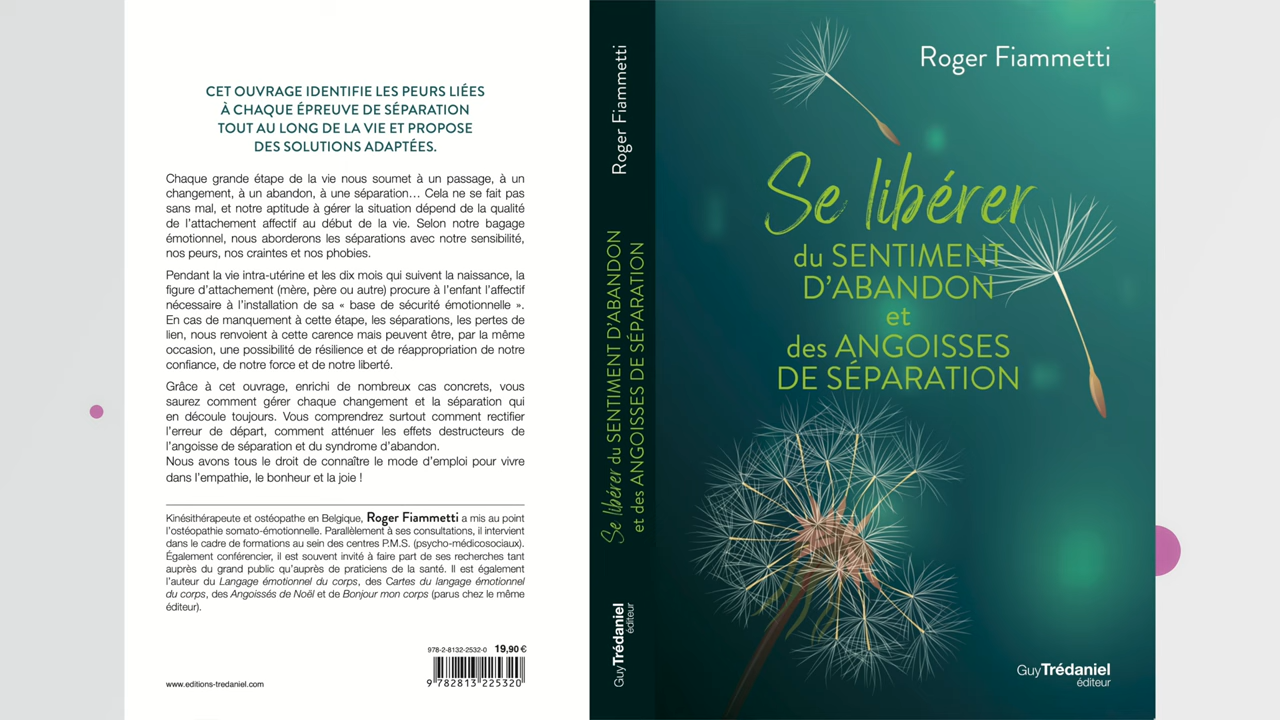 CET OUVRAGE IDENTIFIE LES PEURS LIÉES
À CHAQUE ÉPREUVE DE SÉPARATION
TOUT AU LONG DE LA VIE ET PROPOSE
DES SOLUTIONS ADAPTÉES.
Chaque grande étape de la vie nous soumet à un passage, à un
changement, à un abandon, à une séparation… Cela ne se fait pas
sans mal, et notre aptitude à gérer la situation dépend de la qualité
de l'attachement affectif au début de la vie. Selon notre bagage
émotionnel, nous aborderons les séparations avec notre sensibilité,
nos peurs, nos craintes et nos phobies.
Pendant la vie intra-utérine et les dix mois qui suivent la naissance, la
figure d'attachement (mère, père ou autre) procure à l'enfant l'affectif
nécessaire à l'installation de sa « base de sécurité émotionnelle ».
En cas de manquement à cette étape, les séparations, les pertes de
lien, nous renvoient à cette carence mais peuvent être, par la même
occasion, une possibilité de résilience et de réappropriation de notre
confiance, de notre force et de notre liberté.
Grâce à cet ouvrage, enrichi de nombreux cas concrets, vous
saurez comment gérer chaque changement et la séparation qui
en découle toujours. Vous comprendrez surtout comment rectifier
l'erreur de départ, comment atténuer les effets destructeurs de
l'angoisse de séparation et du syndrome d'abandon.
Nous avons tous le droit de connaître le mode d'emploi pour vivre
dans l'empathie, le bonheur et la joie !
Kinésithérapeute et ostéopathe en Belgique, Roger Fiammetti a mis au point
l'ostéopathie somato-émotionnelle. Parallèlement à ses consultations, il intervient
dans le cadre de formations au sein des centres P.M.S. (psycho-médicosociaux).
Également conférencier, il est souvent invité à faire part de ses recherches tant
auprès du grand public qu'auprès de praticiens de la santé. Il est également
l'auteur du Langage émotionnel du corps, des Cartes du langage émotionnel
du corps, des Angoissés de Noël et de Bonjour mon corps (parus chez le même
éditeur).
978-2-8132-2532-0 19,90 €
9 782813 225320
www.editions-tredaniel.com
Roger Fiammetti
Se libérer du SENTIMENT D'ABANDON
et des ANGOISSES DE SÉPARATION
GuyTrédaniel
éditeur
Roger Fiammetti
Se libérer
du SENTIMENT
D'ABANDON
et
des ANGOISSES
DE SÉPARATION
GuyTrédaniel
éditeur